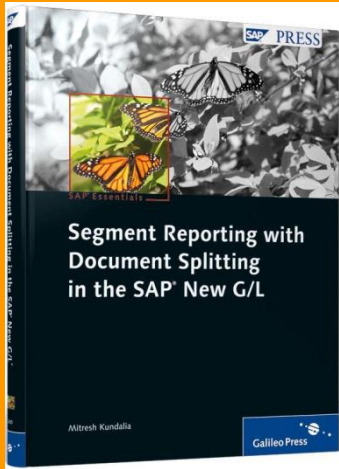 SAP PRESS
Segment Reporting with Document Splitting in the SAP® New G/L
SAP® Essentials
Segment Reporting with
Document Splitting
in the SAP® New G/L
Mitresh Kundalia
Galileo Press